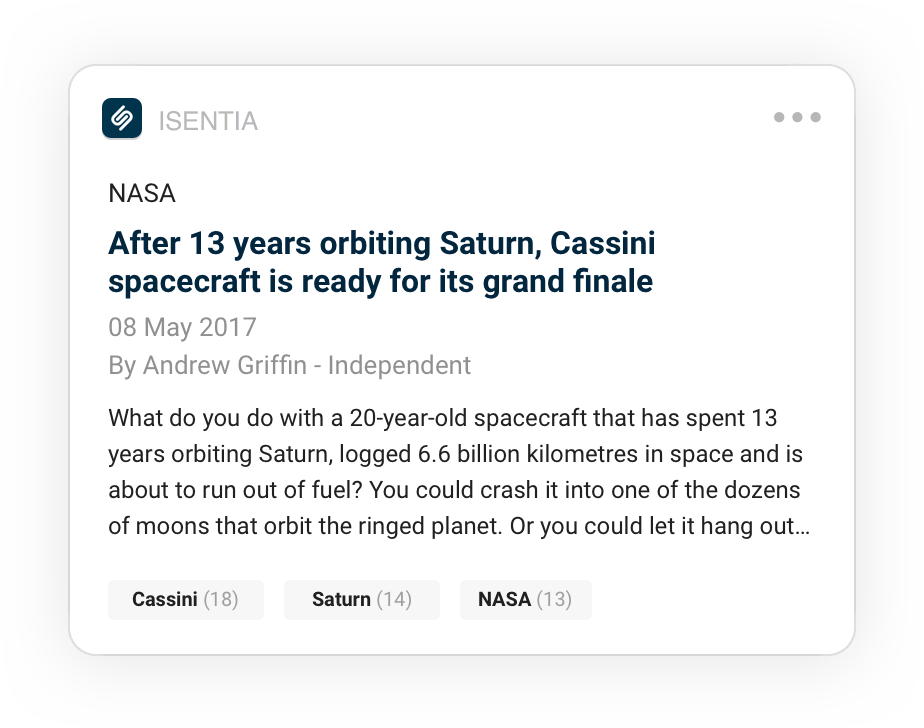 ISENTIA
NASA
After 13 years orbiting Saturn, Cassini
spacecraft is ready for its grand finale
08 May 2017
By Andrew Griffin - Independent
What do you do with a 20-year-old spacecraft that has spent 13
years orbiting Saturn, logged 6.6 billion kilometres in space and is
about to run out of fuel? You could crash it into one of the dozens
of moons that orbit the ringed planet. Or you could let it hang out...
Cassini (18) Saturn (14) NASA (13)